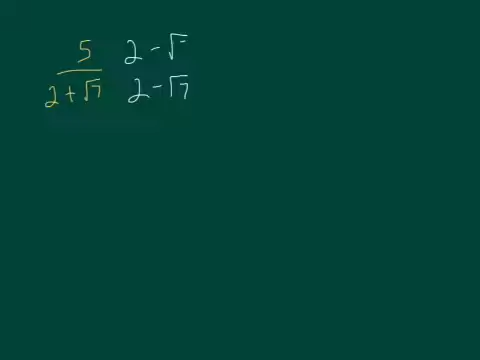 5 2 - √
2 + √7 2 - √7